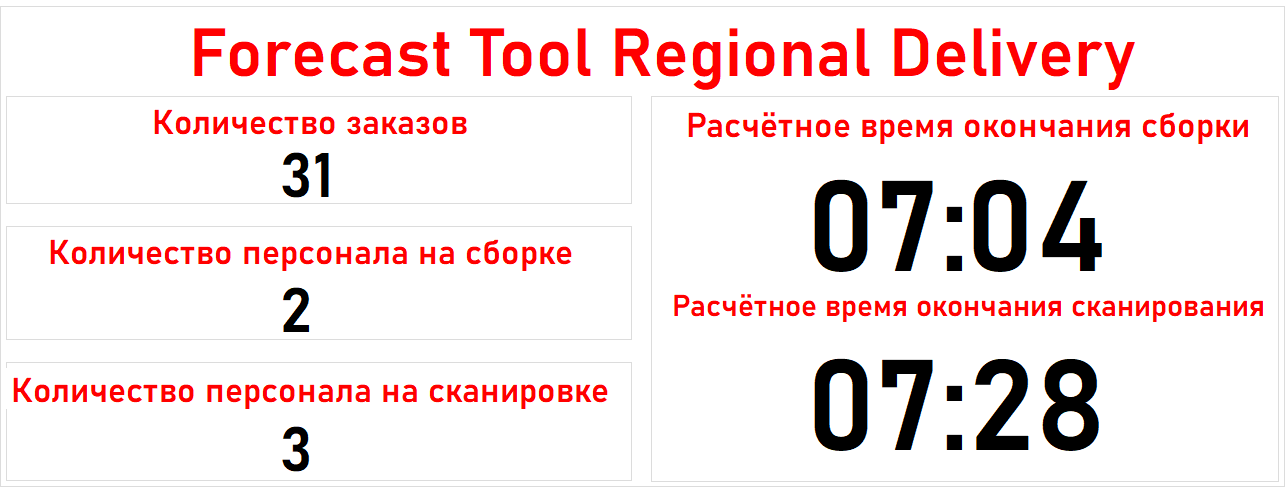 Forecast Tool Regional Delivery
Количество заказов
31
Количество персонала на сборке
2
Количество персонала на сканировке
3
Расчётное время окончания сборки
07:04
Расчётное время окончания сканирования
07:28